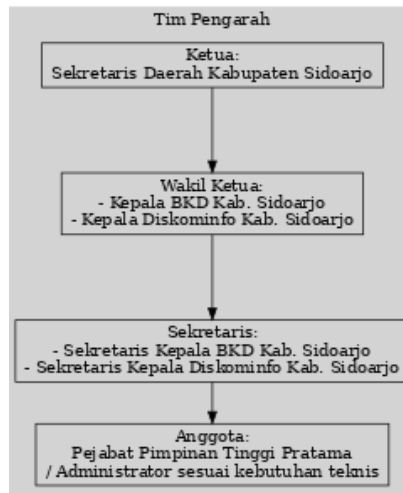 Tim Pengarah
Ketua:
Sekretaris Daerah Kabupaten Sidoarjo
Wakil Ketua:
- Kepala BKD Kab. Sidoarjo
- Kepala Diskominfo Kab. Sidoarjo
Sekretaris:
- Sekretaris Kepala BKD Kab. Sidoarjo
- Sekretaris Kepala Diskominfo Kab. Sidoarjo
Anggota:
Pejabat Pimpinan Tinggi Pratama
/ Administrator sesuai kebutuhan teknis